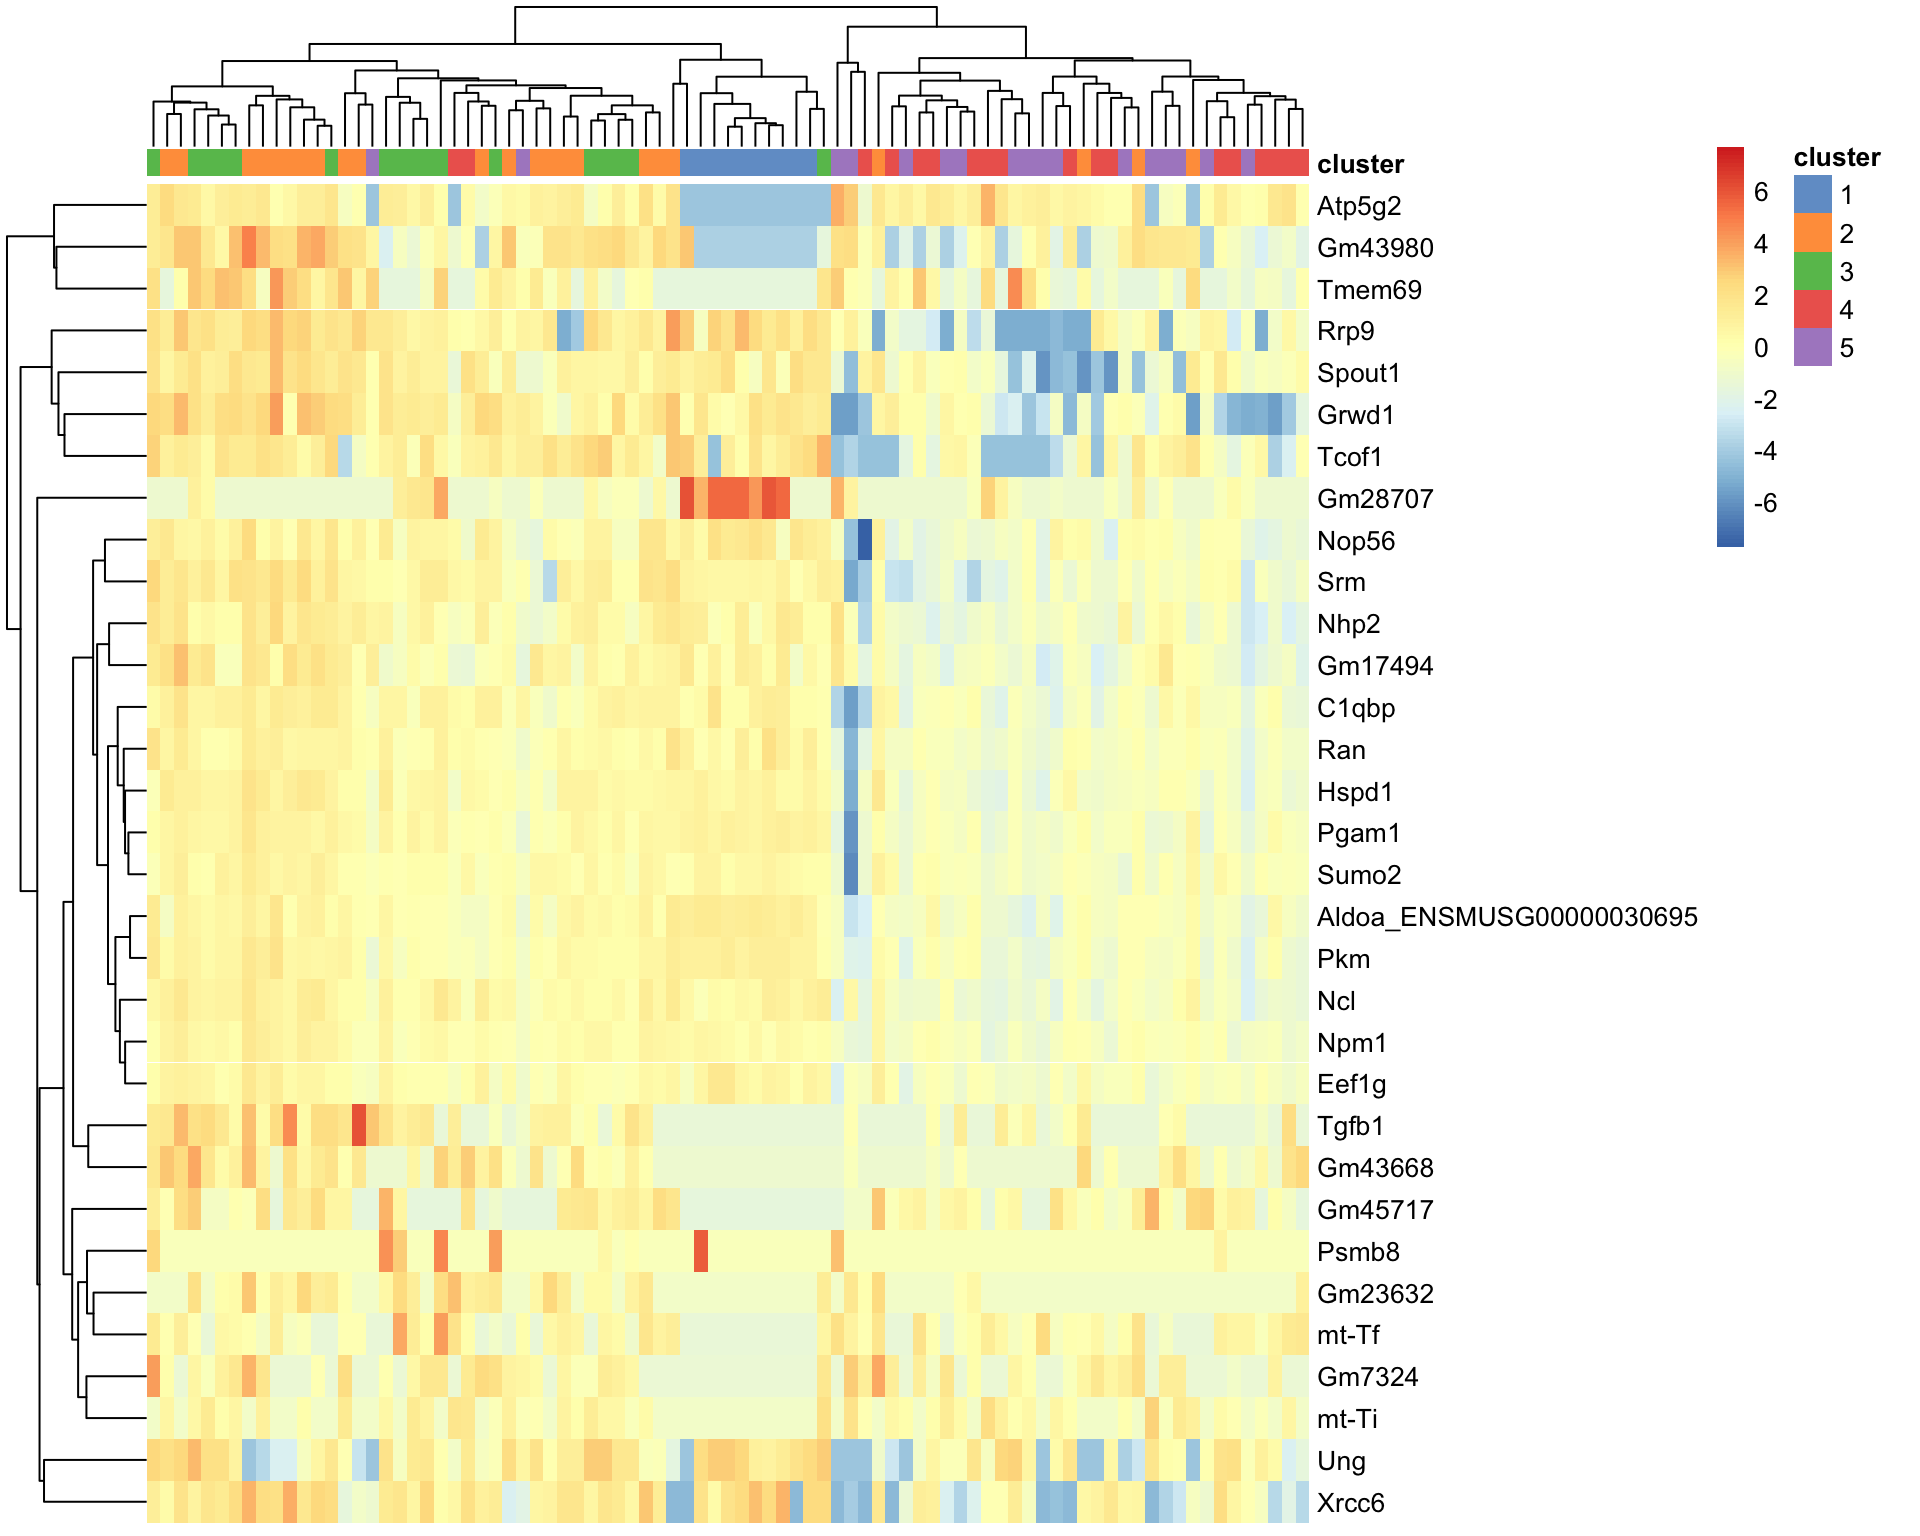 cluster
Atp5g2
Gm43980
Tmem69
Rrp9
Spout1
Grwd1
Tcof1
Gm28707
Nop56
Srm
Nhp2
Gm17494
C1qbp
Ran
Hspd1
Pgam1
Sumo2
Aldoa_ENSMUSG00000030695
Pkm
Ncl
Npm1
Eef1g
Tgfb1
Gm43668
Gm45717
Psmb8
Gm23632
mt-Tf
Gm7324
mt-Ti
Ung
Xrcc6
6
4
2
0
-2
-4
-6
cluster
1
2
3
4
5